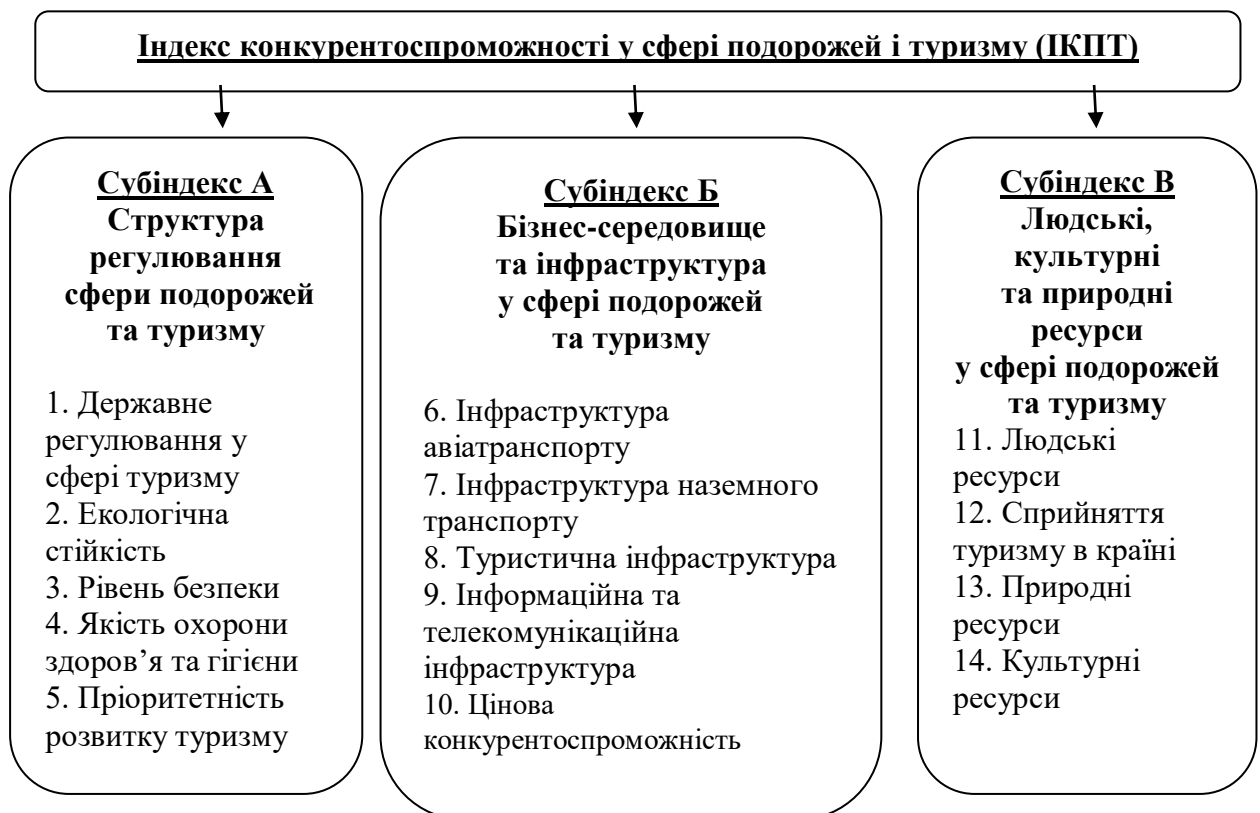 Індекс конкурентоспроможності у сфері подорожей і туризму (ІКПТ)
Субіндекс А
Структура
регулювання
сфери подорожей
та туризму
1. Державне
регулювання у
сфері туризму
2. Екологічна
стійкість
3. Рівень безпеки
4. Якість охорони
здоров’я та гігієни
5. Пріоритетність
розвитку туризму
Субіндекс Б
Бізнес-середовище
та інфраструктура
у сфері подорожей
та туризму
6. Інфраструктура
авіатранспорту
7. Інфраструктура наземного
транспорту
8. Туристична інфраструктура
9. Інформаційна та
телекомунікаційна
інфраструктура
10. Цінова
конкурентоспроможність
Субіндекс В
Людські,
культурні
та природні
ресурси
у сфері подорожей
та туризму
11. Людські
ресурси
12. Сприйняття
туризму в країні
13. Природні
ресурси
14. Культурні
ресурси